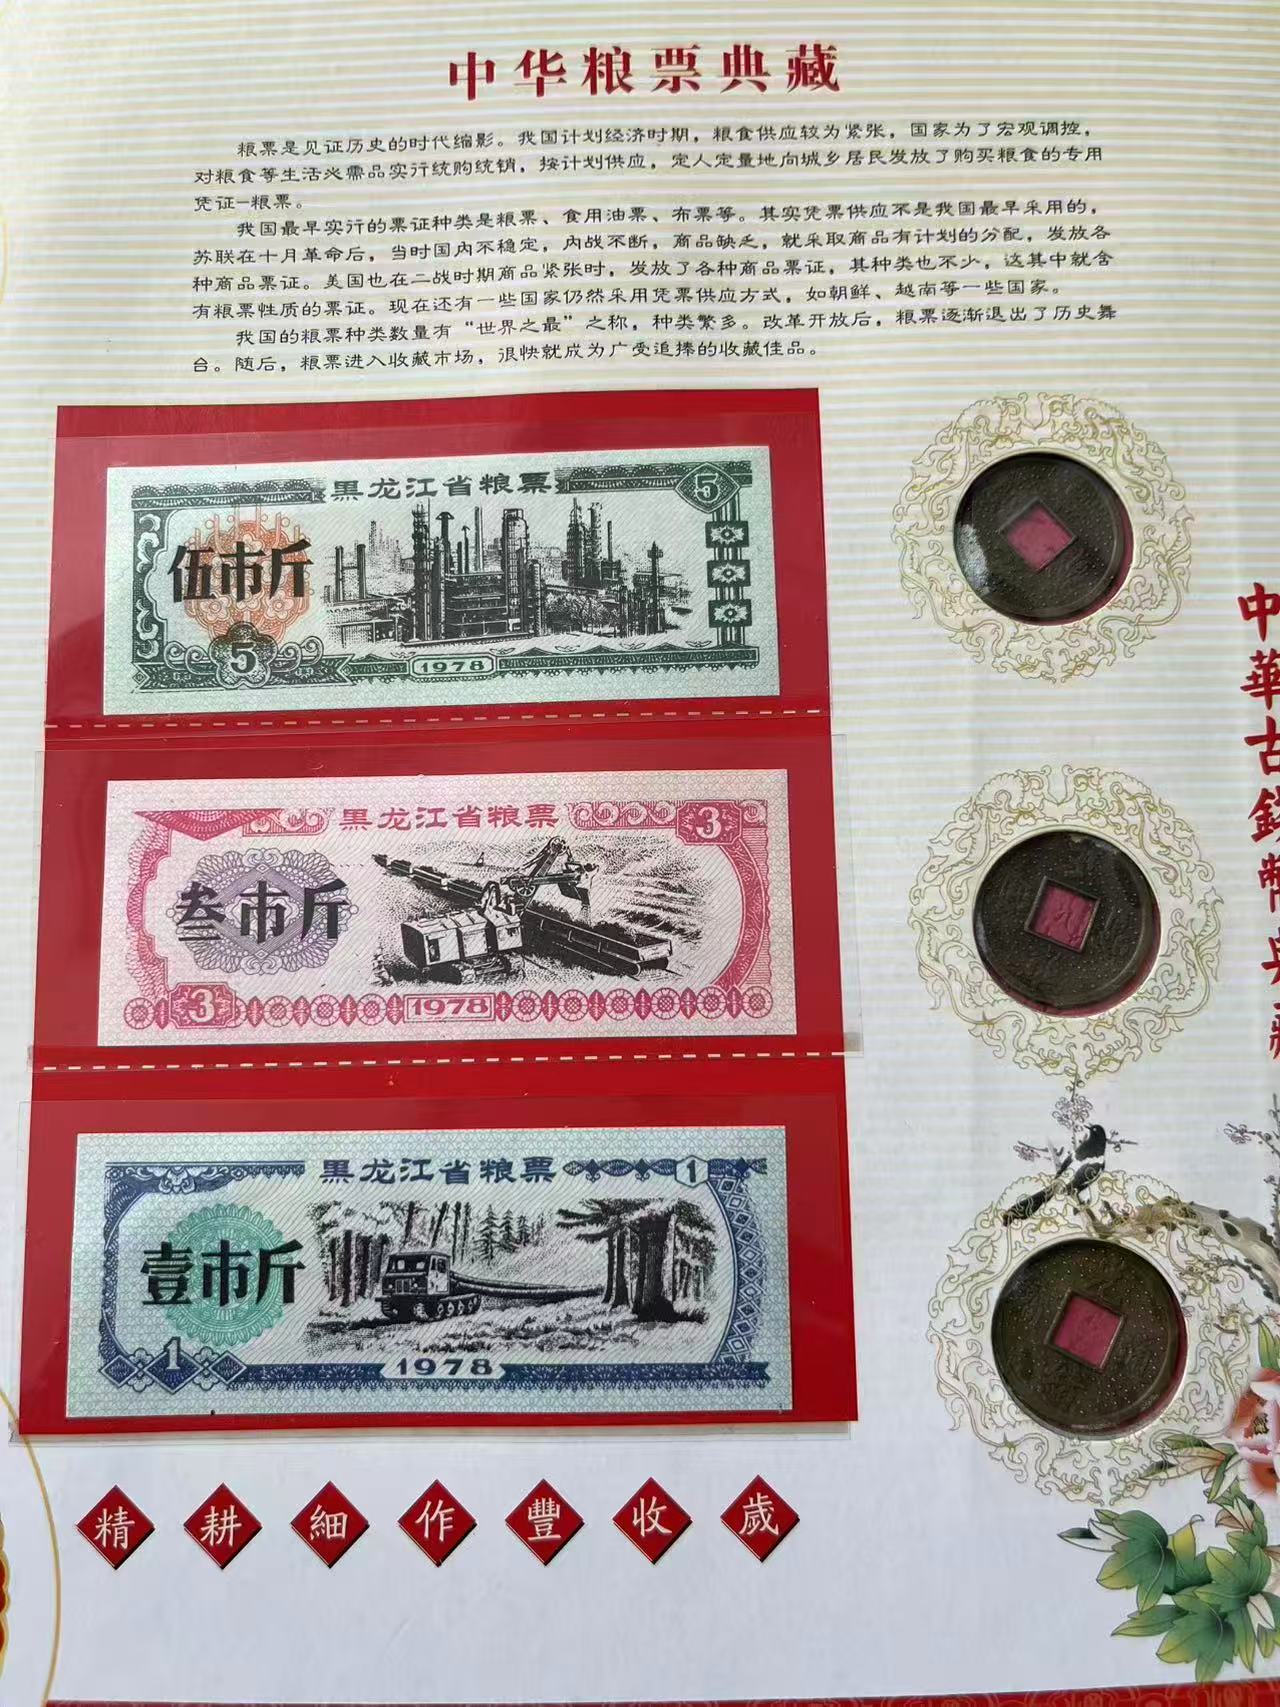 中华粮票典藏
粮票是见证历史的时代缩影。我国计划经济时期，粮食供应较为紧张，国家为了宏观调控，
对粮食等生活必需品实行统购统销，按计划供应，定人定量地向城乡居民发放了购买粮食的专用
凭证—粮票。
我国最早实行的票证种类是粮票、食用油票、布票等。其实凭票供应不是我国最早采用的，
苏联在十月革命后，当时国内不稳定，内战不断，商品缺乏，就采取商品有计划的分配，发放各
种商品票证。美国也在二战时期商品紧张时，发放了各种商品票证，其种类也不少，这其中就含
有粮票性质的票证。现在还有一些国家仍然采用凭票供应方式，如朝鲜、越南等一些国家。
我国的粮票种类数量有“世界之最”之称，种类繁多。改革开放后，粮票逐渐退出了历史舞
台。随后，粮票进入收藏市场，很快就成为广受追捧的收藏佳品。
黑龙江省粮票
5
伍市斤
5
1978
黑龙江省粮票
3
叁市斤
3
1978
黑龙江省粮票
1
壹市斤
1
1978
中華古錢幣典藏
精耕細作豐收歲